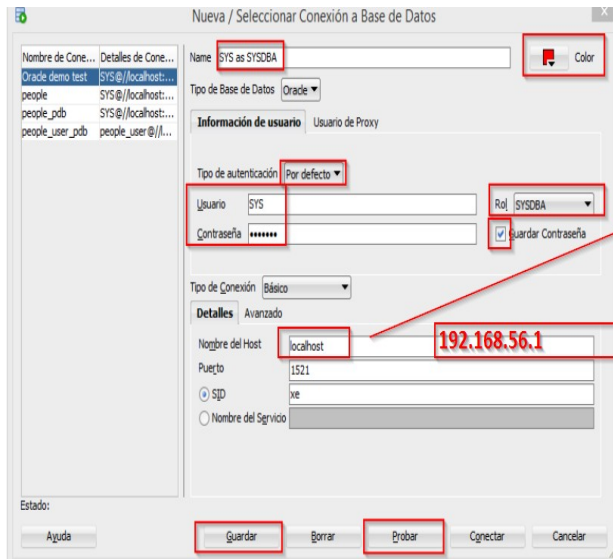 Nueva / Seleccionar Conexión a Base de Datos
X
Nombre de Cone... Detalles de Cone...
Oracle demo test SYS@//localhost:...
people SYS@//localhost:...
people_pdb SYS@//localhost:...
people_user_pdb people_user@//l...
Name SYS as SYSDBA
Color
Tipo de Base de Datos Oracle
Información de usuario Usuario de Proxy
Tipo de autenticación Por defecto
Usuario SYS
Rol SYSDBA
Contraseña •••••••
Guardar Contraseña
Tipo de Conexión Básico
Detalles Avanzado
Nombre del Host localhost
192.168.56.1
Puerto 1521
SID xe
Nombre del Servicio
Estado:
Ayuda Guardar Borrar Probar Conectar Cancelar